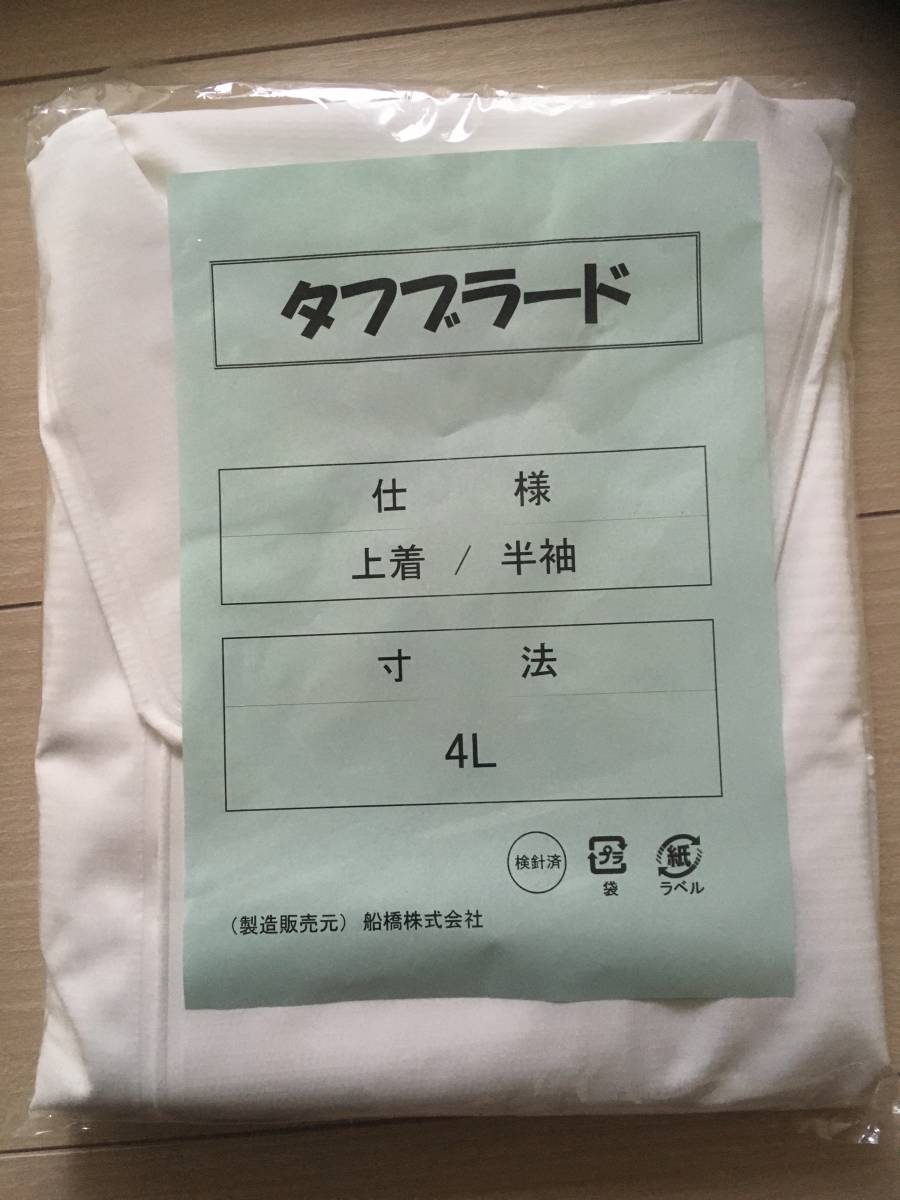 タフブラード
仕 様
上着 / 半袖
寸 法
4L
検針済
プラ
袋
紙
ラベル
(製造販売元) 船橋株式会社